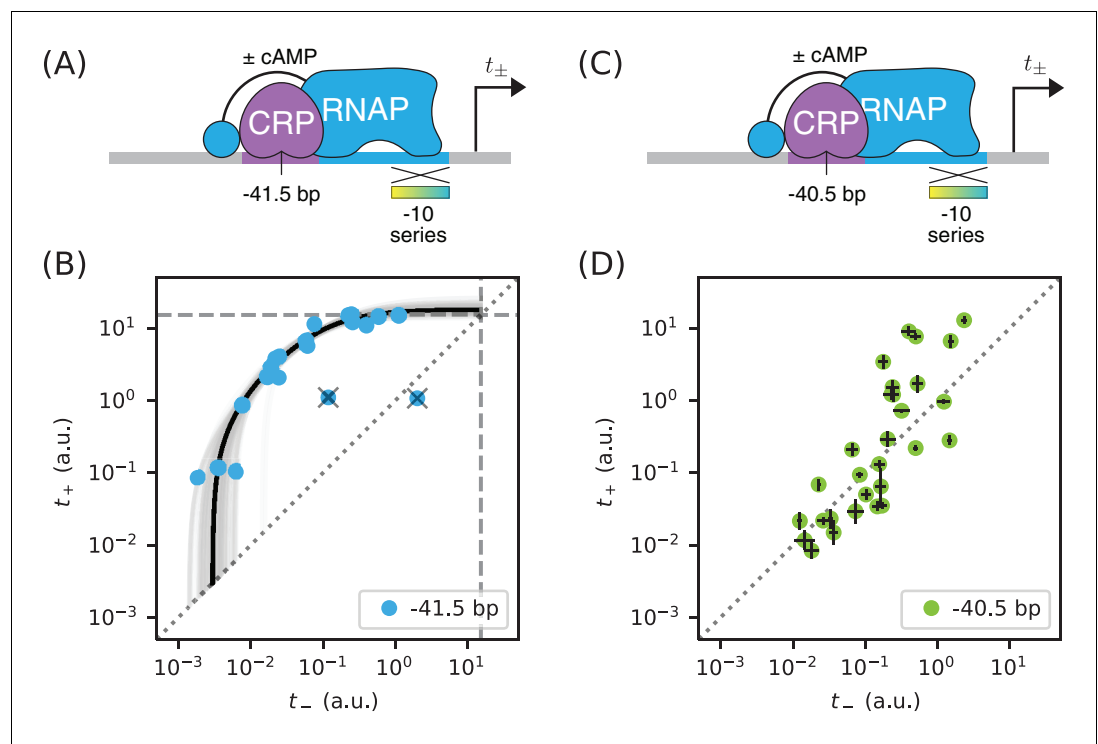 (A)
± cAMP
t±
CRP
RNAP
-41.5 bp
-10
series
(C)
± cAMP
t±
CRP
RNAP
-40.5 bp
-10
series
(B)
10¹
10⁰
10⁻¹
10⁻²
10⁻³
t₊ (a.u.)
-41.5 bp
10⁻³ 10⁻² 10⁻¹ 10⁰ 10¹
t₋ (a.u.)
(D)
10¹
10⁰
10⁻¹
10⁻²
10⁻³
t₊ (a.u.)
-40.5 bp
10⁻³ 10⁻² 10⁻¹ 10⁰ 10¹
t₋ (a.u.)